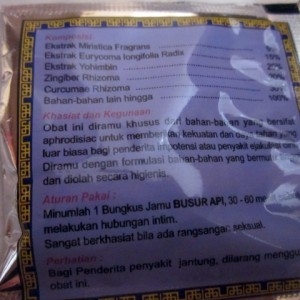 Komposisi
Ekstrak Miristica Fragrans
Ekstrak Eurycoma longifolia Radix
Ekstrak Yohimbin
Zingiber Rhizoma
Curcumae Rhizoma
Bahan-bahan lain hingga 100%
Khasiat dan Kegunaan
Obat ini diramu khusus dari bahan-bahan yang bersifat
aphrodisiac untuk memberikan kekuatan dan daya tahan yang
luar biasa bagi penderita impotensi atau penyakit ejakulasi
Diramu dengan formulasi bahan-bahan yang bermutu
dan diolah secara higienis.
Aturan Pakai :
Minumlah 1 Bungkus Jamu BUSUR API, 30 - 60
melakukan hubungan intim.
Sangat berkhasiat bila ada rangsangan seksual.
Perhatian :
Bagi Penderita penyakit jantung, dilarang
obat ini.